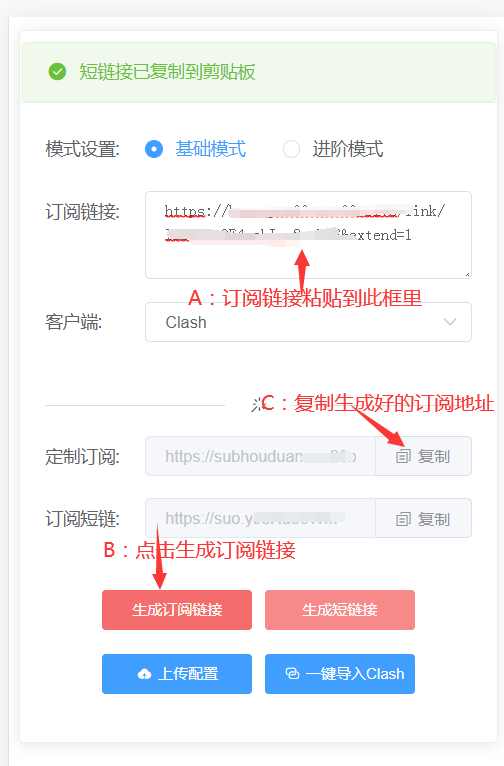 短链接已复制到剪贴板
模式设置: 基础模式 进阶模式
订阅链接: https:// link/
extend=1
A：订阅链接粘贴到此框里
客户端: Clash
C：复制生成好的订阅地址
定制订阅: https://subhouduan 复制
订阅短链: https://suo.y 复制
B：点击生成订阅链接
生成订阅链接 生成短链接
上传配置 一键导入Clash